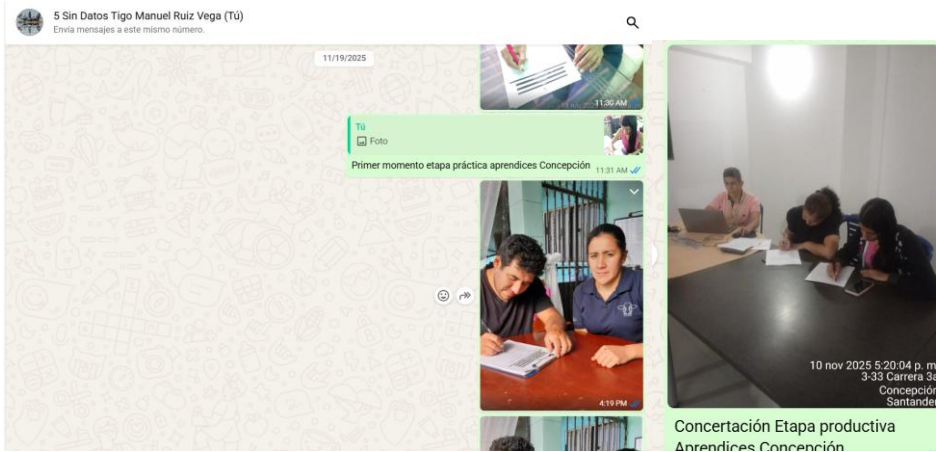 5 Sin Datos Tigo Manuel Ruiz Vega (Tú)
Envía mensajes a este mismo número.
11/19/2025
11:30 AM
Tú
Foto
Primer momento etapa práctica aprendices Concepción
11:31 AM
4:19 PM
10 nov 2025 5:20:04 p. m
3-33 Carrera 3a
Concepción
Santander
Concertación Etapa productiva
Aprendices Concepción